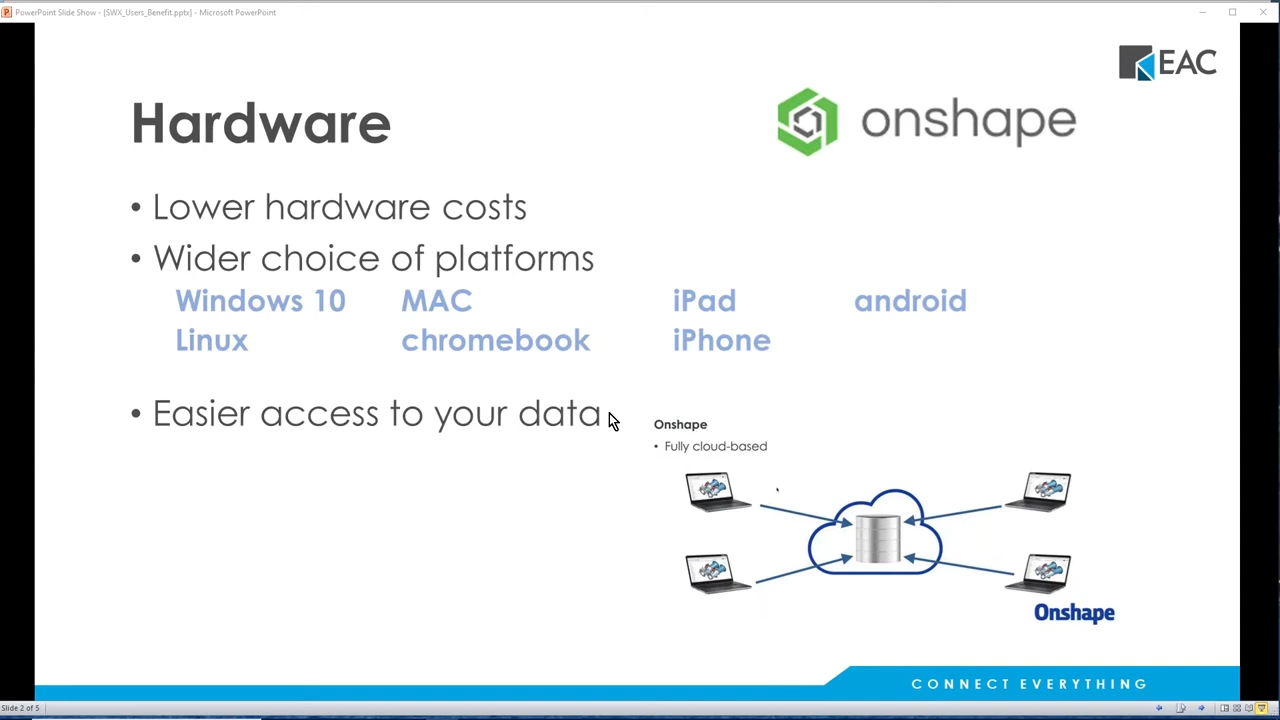 PowerPoint Slide Show - [SWX_Users_Benefit.pptx] - Microsoft PowerPoint
EAC
Hardware
onshape
• Lower hardware costs
• Wider choice of platforms
Windows 10 MAC iPad android
Linux chromebook iPhone
• Easier access to your data
Onshape
• Fully cloud-based
Onshape
CONNECT EVERYTHING
Slide 2 of 5